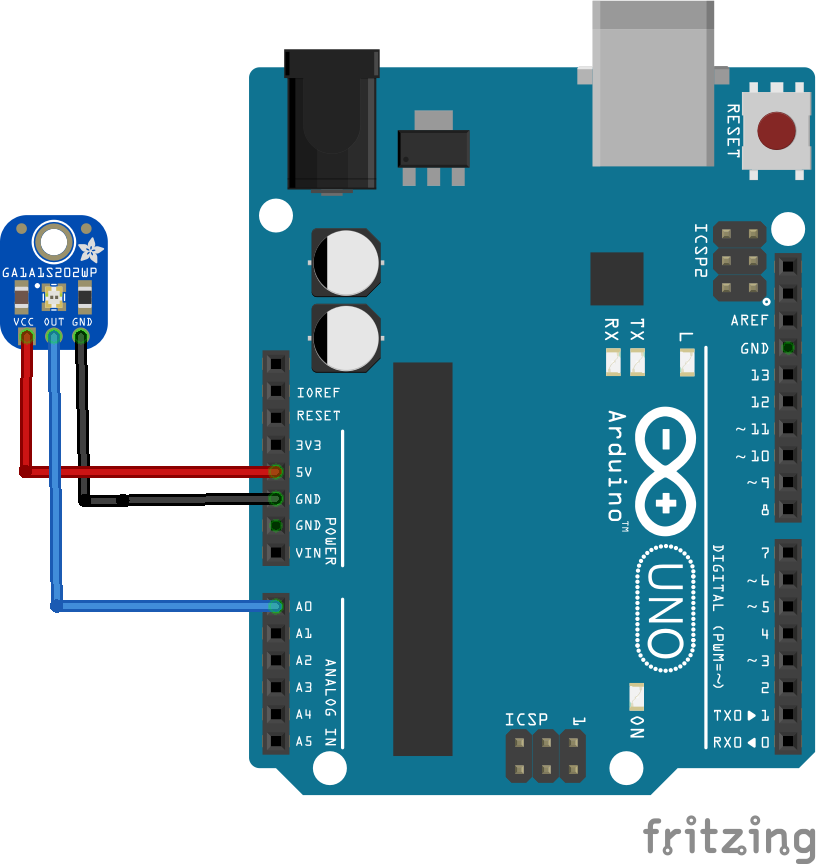 RESET
ICSP2
GA1A1S202WP
VCC OUT GND
AREF
GND
13
12
~11
~10
~9
8
RX
TX
L
IOREF
RESET
3V3
5V
GND
GND
VIN
POWER
Arduino™
UNO
7
~6
~5
4
~3
2
TX0▶1
RX0◀0
DIGITAL (PWM=~)
A0
A1
A2
A3
A4
A5
ANALOG IN
ICSP
1
ON
fritzing